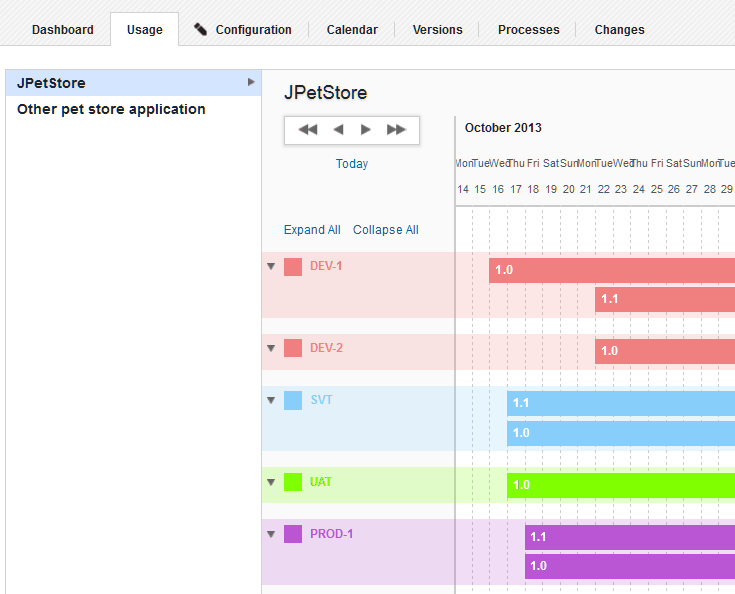 Dashboard Usage Configuration Calendar Versions Processes Changes
JPetStore
Other pet store application
JPetStore
Today
Expand All Collapse All
October 2013
Mon Tue Wed Thu Fri Sat Sun Mon Tue Wed Thu Fri Sat Sun Mon Tue
14 15 16 17 18 19 20 21 22 23 24 25 26 27 28 29
DEV-1 1.0
1.1
DEV-2 1.0
SVT 1.1
1.0
UAT 1.0
PROD-1 1.1
1.0